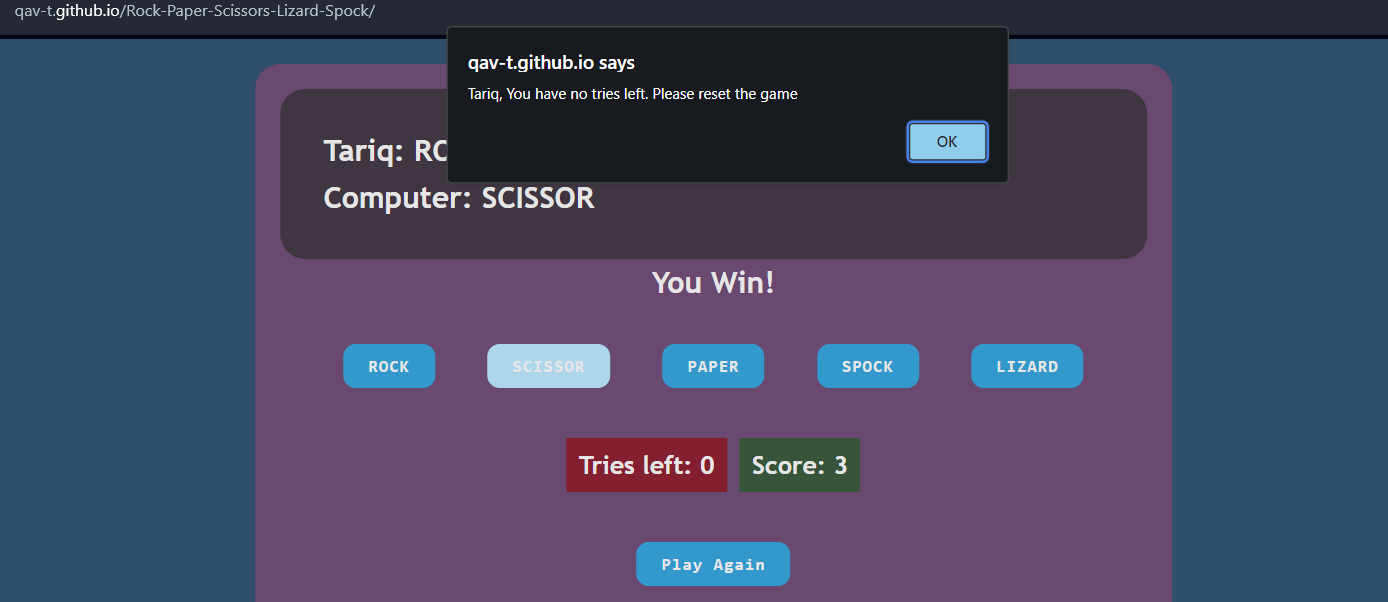 qav-t.github.io/Rock-Paper-Scissors-Lizard-Spock/
qav-t.github.io says
Tariq, You have no tries left. Please reset the game
OK
Tariq:
Computer: SCISSOR
You Win!
ROCK SCISSOR PAPER SPOCK LIZARD
Tries left: 0 Score: 3
Play Again